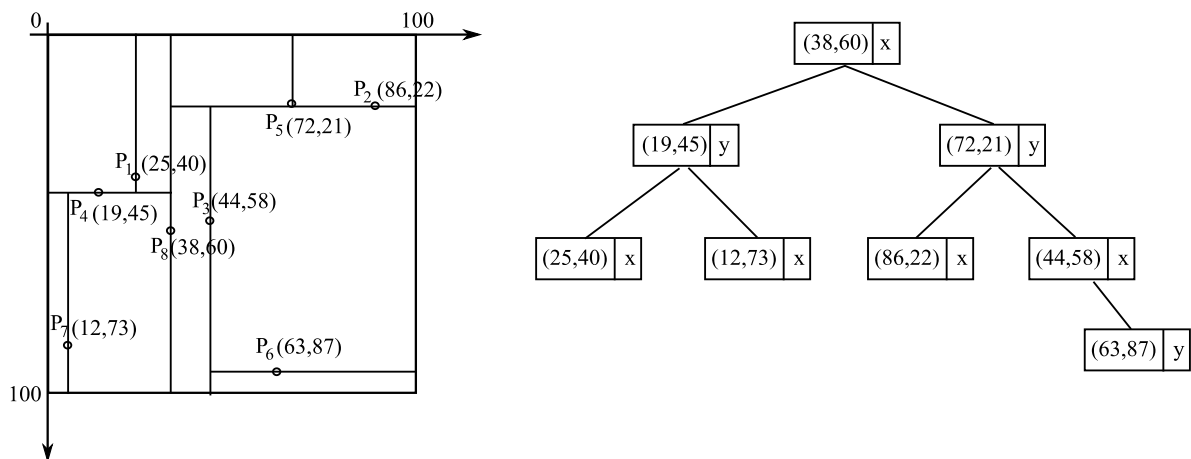 0
100
P2 (86,22)
P5 (72,21)
P1 (25,40)
P4 (19,45)
P3 (44,58)
P8 (38,60)
P7 (12,73)
P6 (63,87)
100
(38,60) x
(19,45) y
(72,21) y
(25,40) x
(12,73) x
(86,22) x
(44,58) x
(63,87) y